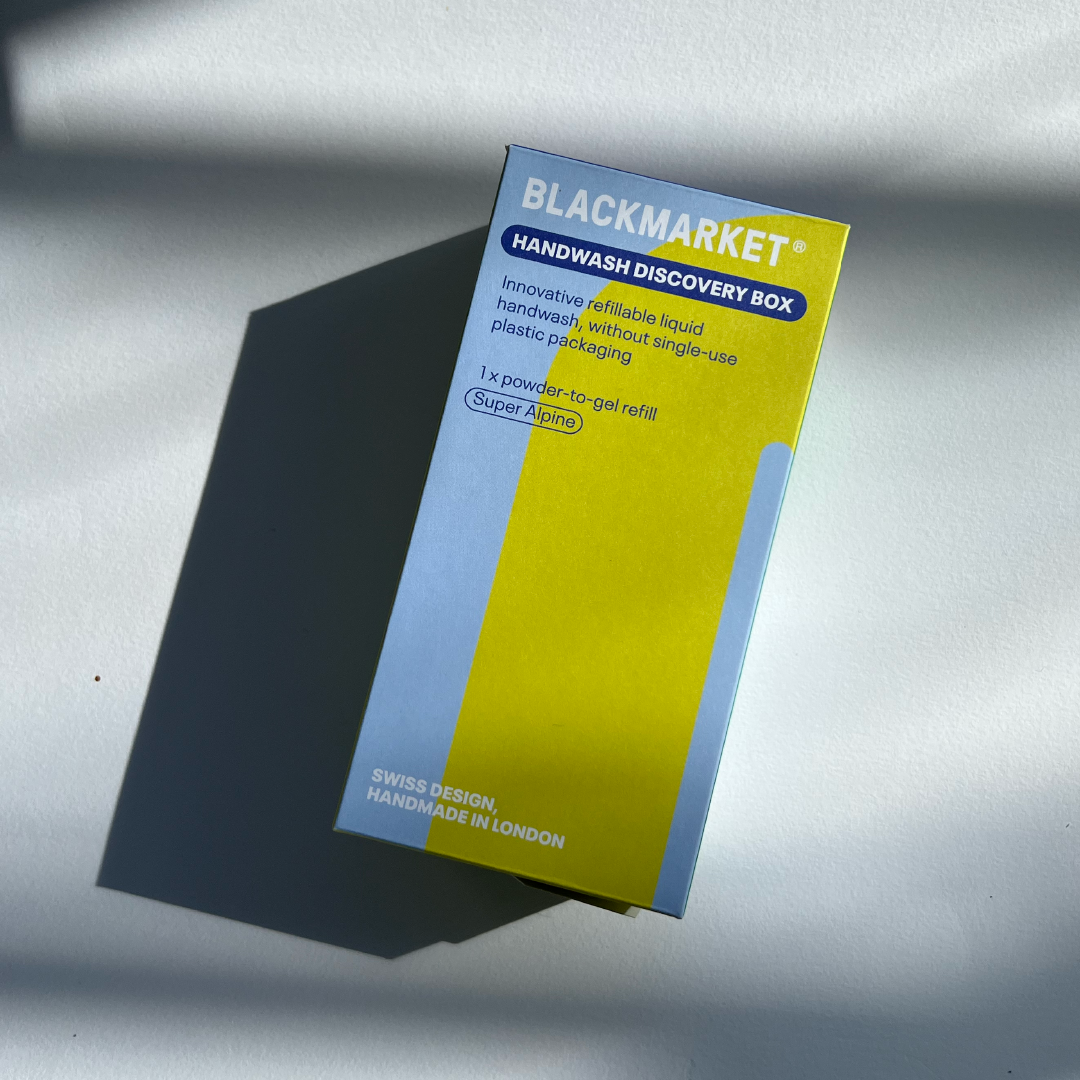 BLACKMARKET®
HANDWASH DISCOVERY BOX
Innovative refillable liquid
handwash, without single-use
plastic packaging
1 x powder-to-gel refill
Super Alpine
SWISS DESIGN,
HANDMADE IN LONDON